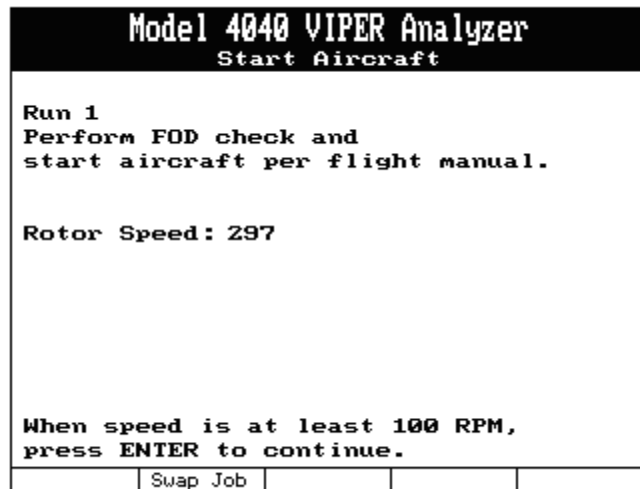 Model 4040 VIPER Analyzer
Start Aircraft
Run 1
Perform FOD check and
start aircraft per flight manual.
Rotor Speed: 297
When speed is at least 100 RPM,
press ENTER to continue.
Swap Job